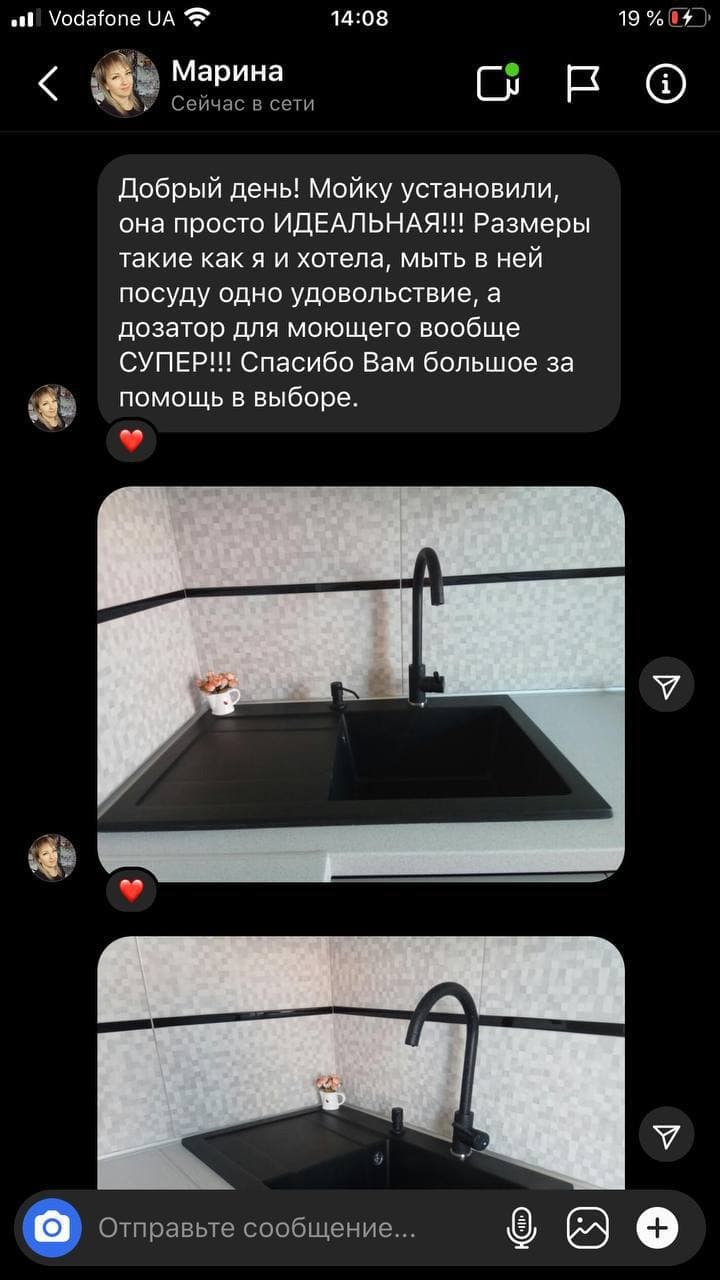 Vodafone UA
14:08
19 %
Марина
Сейчас в сети
Добрый день! Мойку установили,
она просто ИДЕАЛЬНАЯ!!! Размеры
такие как я и хотела, мыть в ней
посуду одно удовольствие, а
дозатор для моющего вообще
СУПЕР!!! Спасибо Вам большое за
помощь в выборе.
Отправьте сообщение...